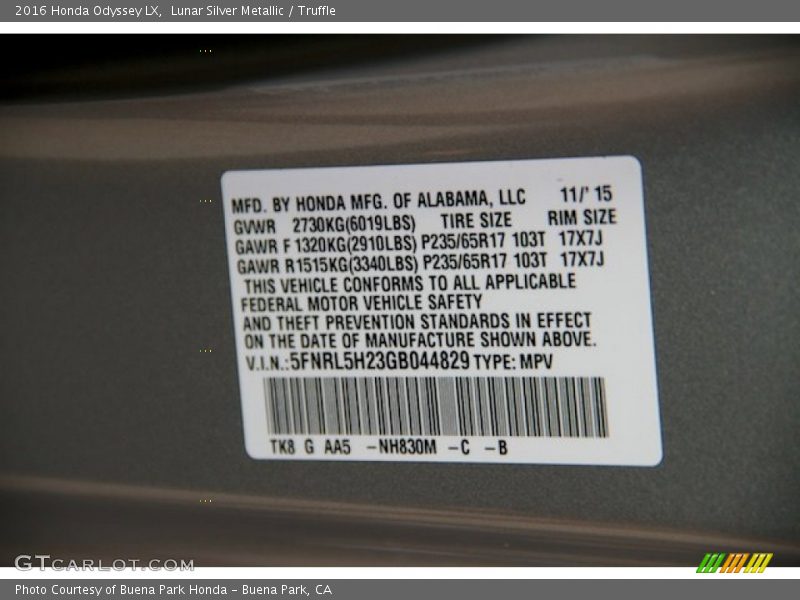 2016 Honda Odyssey LX,  Lunar Silver Metallic / Truffle
MFD. BY HONDA MFG. OF ALABAMA, LLC 11/' 15
GVWR 2730KG(6019LBS) TIRE SIZE RIM SIZE
GAWR F 1320KG(2910LBS) P235/65R17 103T 17X7J
GAWR R1515KG(3340LBS) P235/65R17 103T 17X7J
THIS VEHICLE CONFORMS TO ALL APPLICABLE
FEDERAL MOTOR VEHICLE SAFETY
AND THEFT PREVENTION STANDARDS IN EFFECT
ON THE DATE OF MANUFACTURE SHOWN ABOVE.
V.I.N.:5FNRL5H23GB044829 TYPE: MPV
TK8 G AA5 -NH830M -C -B
GTCARLOT.COM
Photo Courtesy of Buena Park Honda - Buena Park, CA